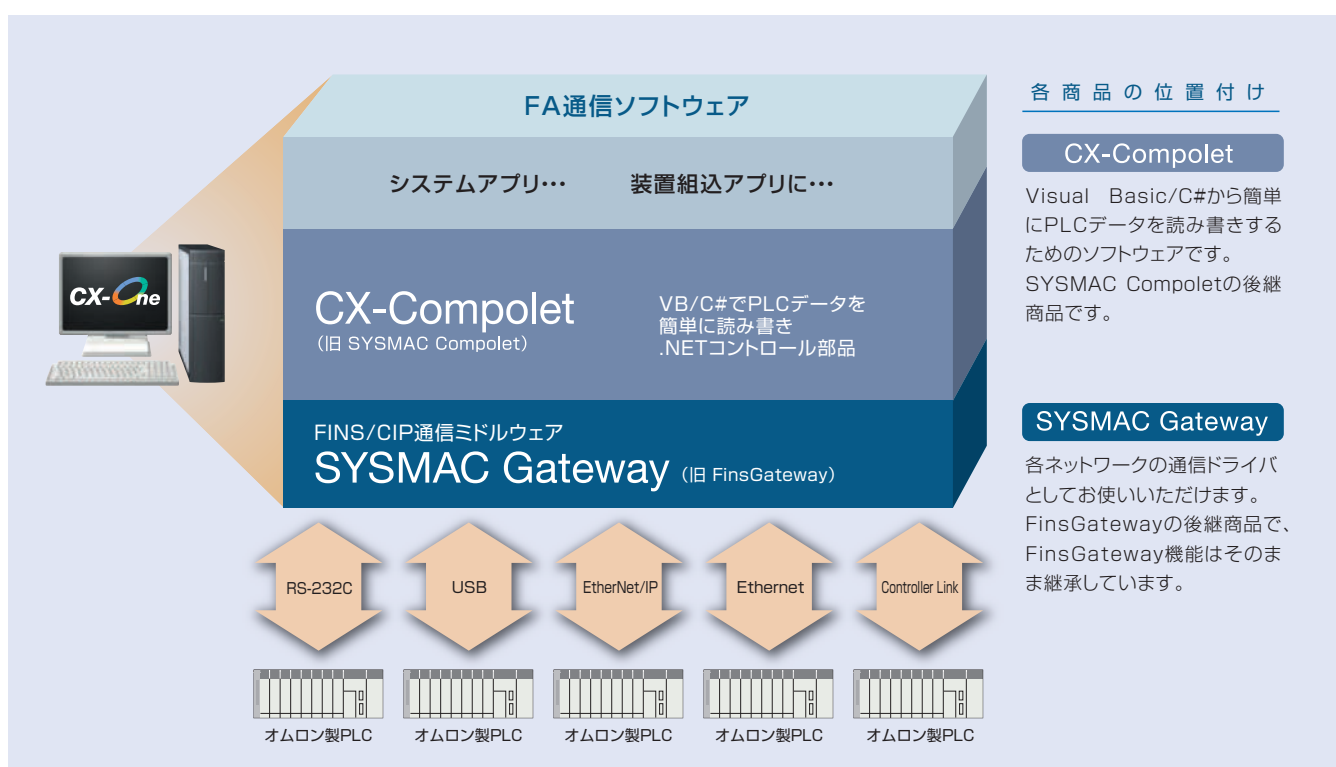 FA通信ソフトウェア
システムアプリ… 装置組込アプリに…
CX-One
CX-Compolet
(旧 SYSMAC Compolet)
VB/C#でPLCデータを
簡単に読み書き
.NETコントロール部品
FINS/CIP通信ミドルウェア
SYSMAC Gateway (旧 FinsGateway)
RS-232C
USB
EtherNet/IP
Ethernet
Controller Link
オムロン製PLC
オムロン製PLC
オムロン製PLC
オムロン製PLC
オムロン製PLC
各商品の位置付け
CX-Compolet
Visual Basic/C#から簡単
にPLCデータを読み書きする
ためのソフトウェアです。
SYSMAC Compoletの後継
商品です。
SYSMAC Gateway
各ネットワークの通信ドライバ
としてお使いいただけます。
FinsGatewayの後継商品で、
FinsGateway機能はそのま
ま継承しています。